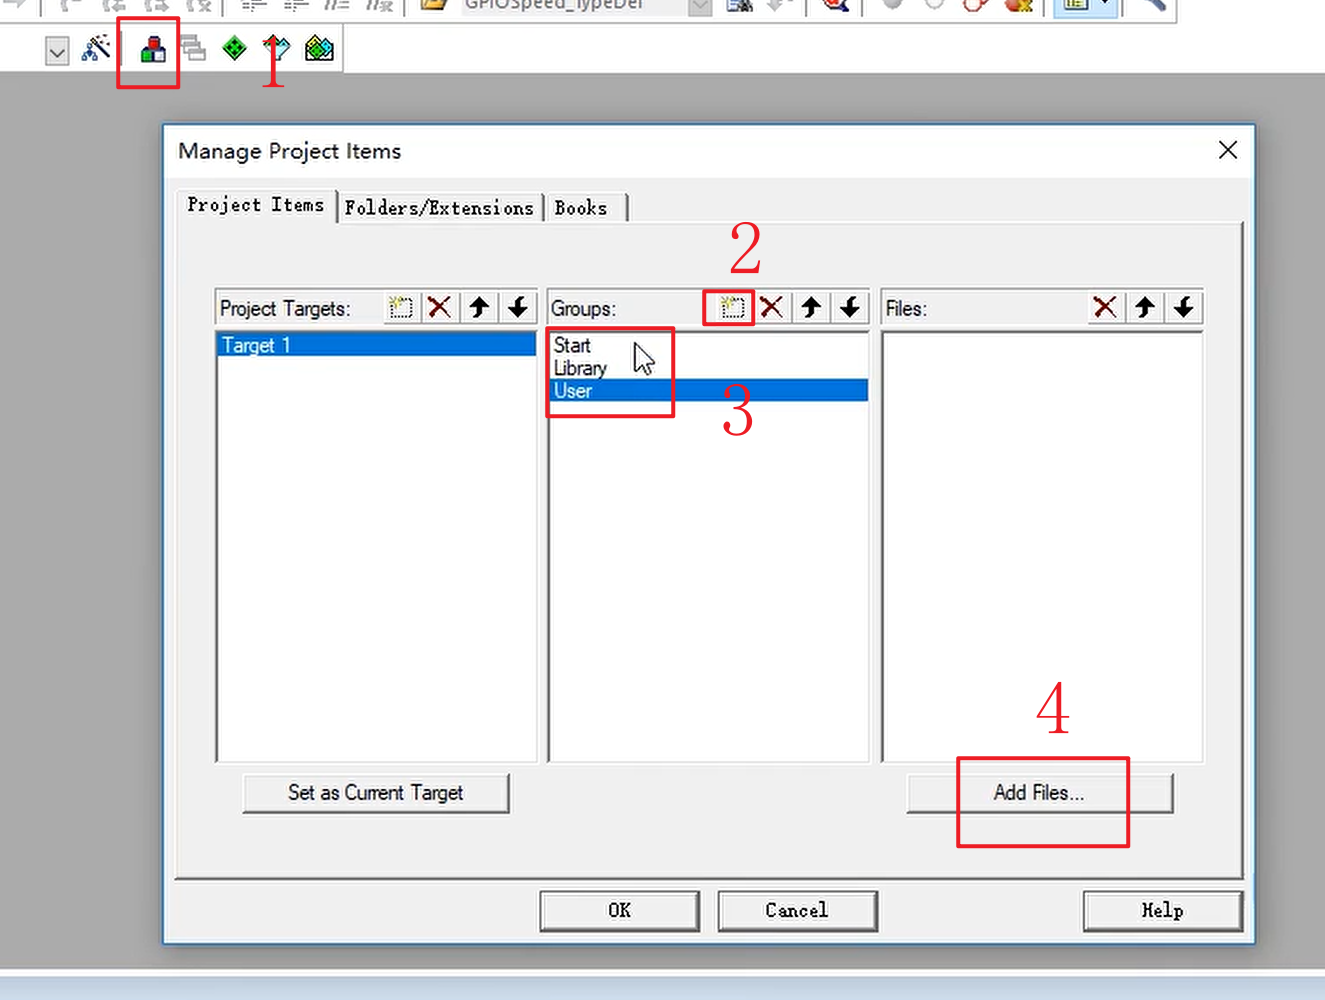 GPIOSpeed_TypeDef
1
Manage Project Items
Project Items
Folders/Extensions
Books
2
Project Targets:
Groups:
Files:
Target 1
Start
Library
User
3
4
Set as Current Target
Add Files...
OK
Cancel
Help